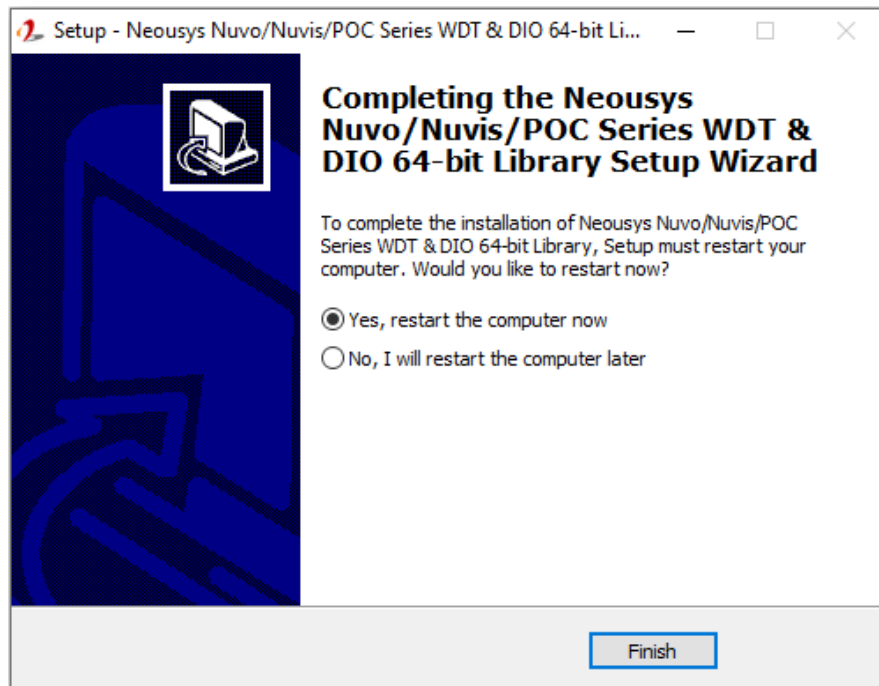 Setup - Neousys Nuvo/Nuvis/POC Series WDT & DIO 64-bit Li...
Completing the Neousys
Nuvo/Nuvis/POC Series WDT &
DIO 64-bit Library Setup Wizard
To complete the installation of Neousys Nuvo/Nuvis/POC
Series WDT & DIO 64-bit Library, Setup must restart your
computer. Would you like to restart now?
Yes, restart the computer now
No, I will restart the computer later
Finish